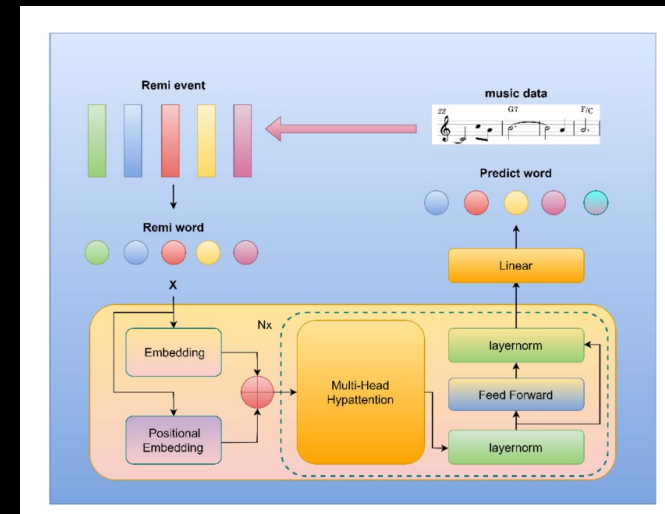 Remi event
music data
22
G7
F/C
Predict word
Remi word
X
Linear
Nx
Embedding
Positional
Embedding
Multi-Head
Hypattention
layernorm
Feed Forward
layernorm